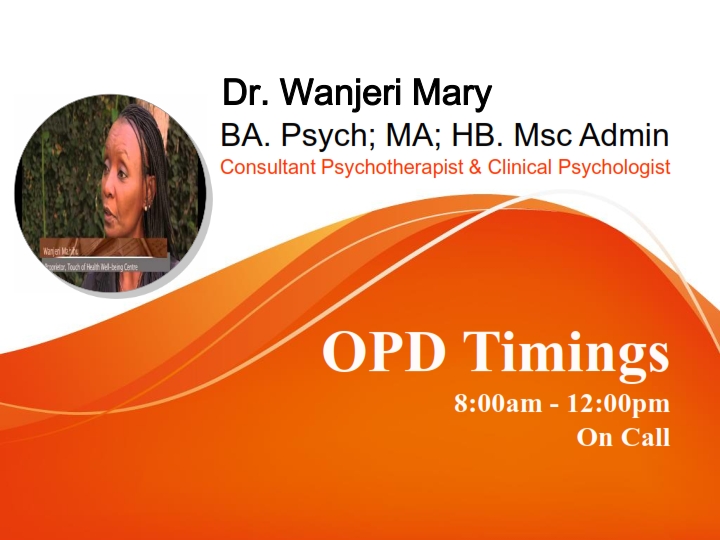 Dr. Wanjeri Mary
BA. Psych; MA; HB. Msc Admin
Consultant Psychotherapist & Clinical Psychologist
Wanjeri
Proprietor, Touch of Health Well-being Centre
OPD Timings
8:00am - 12:00pm
On Call